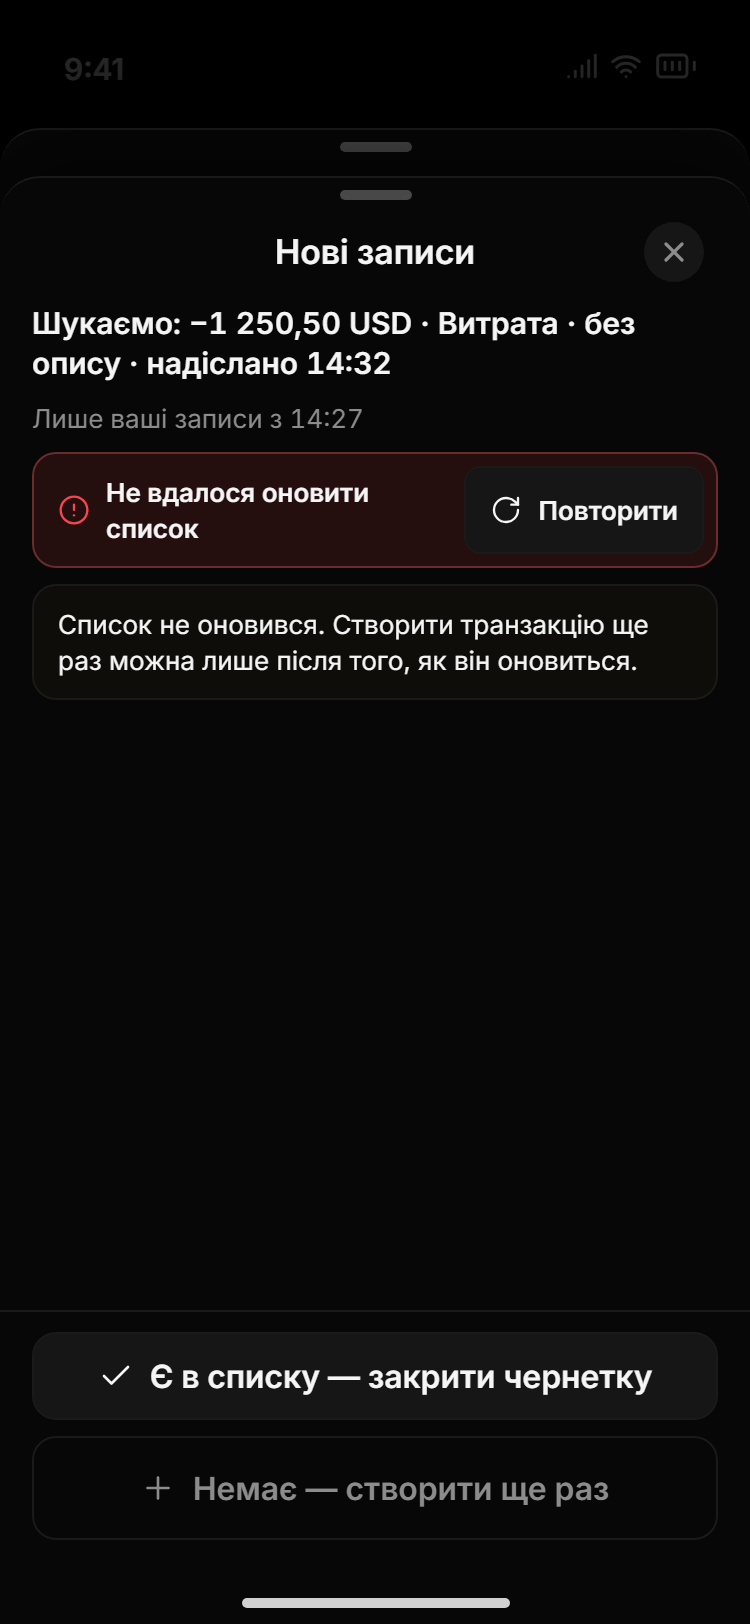 9:41
Нові записи
Шукаємо: −1 250,50 USD · Витрата · без
опису · надіслано 14:32
Лише ваші записи з 14:27
Не вдалося оновити
список
Повторити
Список не оновився. Створити транзакцію ще
раз можна лише після того, як він оновиться.
Є в списку — закрити чернетку
Немає — створити ще раз